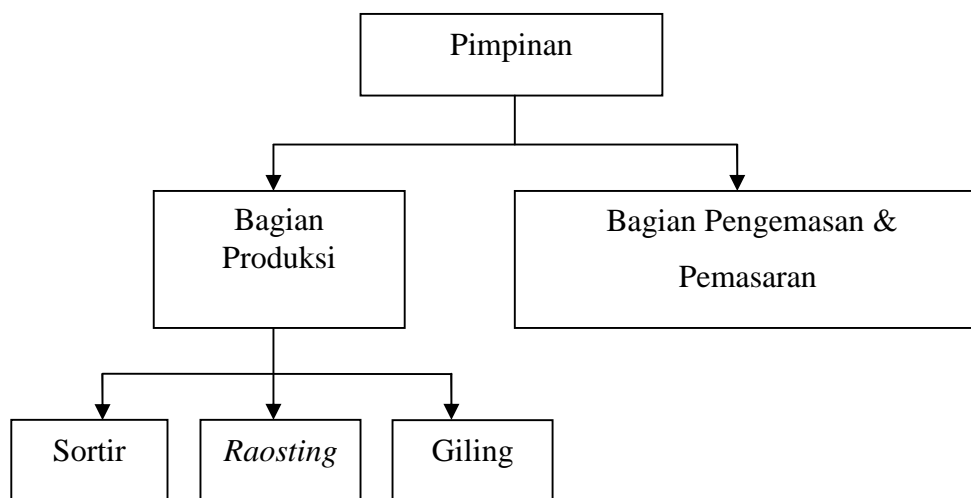 Pimpinan
Bagian
Produksi
Bagian Pengemasan &
Pemasaran
Sortir
Raosting
Giling